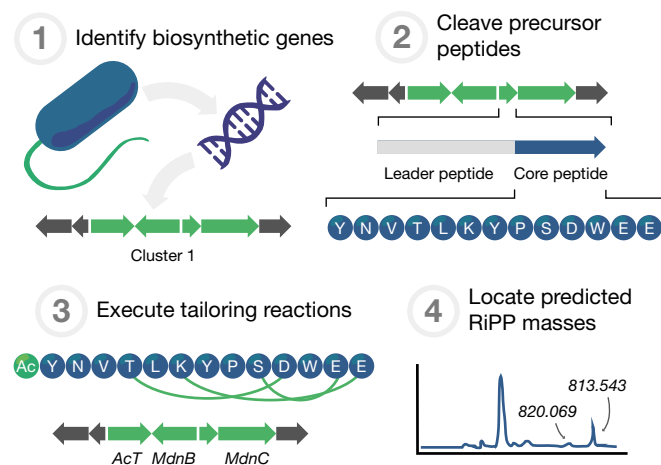 1 Identify biosynthetic genes
Cluster 1
2 Cleave precursor
peptides
Leader peptide Core peptide
Y N V T L K Y P S D W E E
3 Execute tailoring reactions
Ac Y N V T L K Y P S D W E E
AcT MdnB MdnC
4 Locate predicted
RiPP masses
813.543
820.069